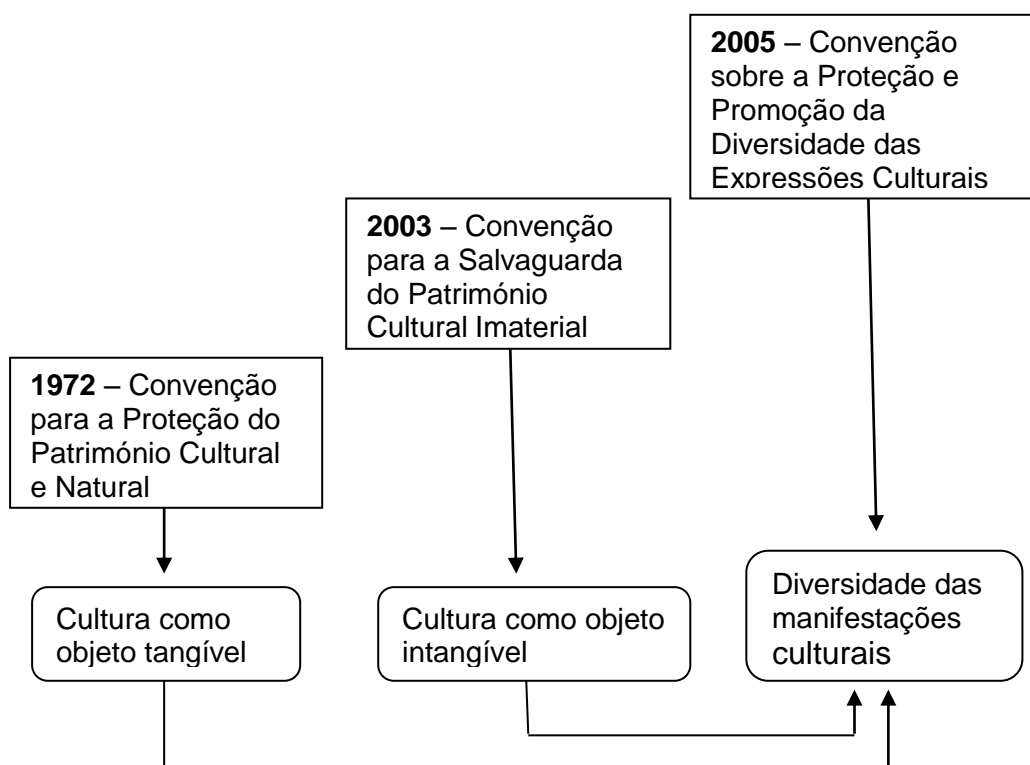 2005 – Convenção
sobre a Proteção e
Promoção da
Diversidade das
Expressões Culturais
2003 – Convenção
para a Salvaguarda
do Património
Cultural Imaterial
1972 – Convenção
para a Proteção do
Património Cultural
e Natural
Cultura como
objeto tangível
Cultura como objeto
intangível
Diversidade das
manifestações
culturais